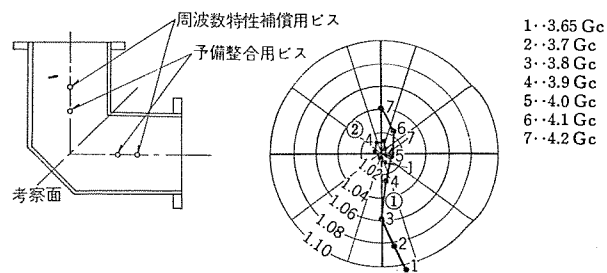 周波数特性補償用ビス
予備整合用ビス
考察面
1‥3.65 Gc
2‥3.7 Gc
3‥3.8 Gc
4‥3.9 Gc
5‥4.0 Gc
6‥4.1 Gc
7‥4.2 Gc
7
6
②
4
7
5
1.02
1
4
1.04
①
1.06
3
1.08
2
1.10
1